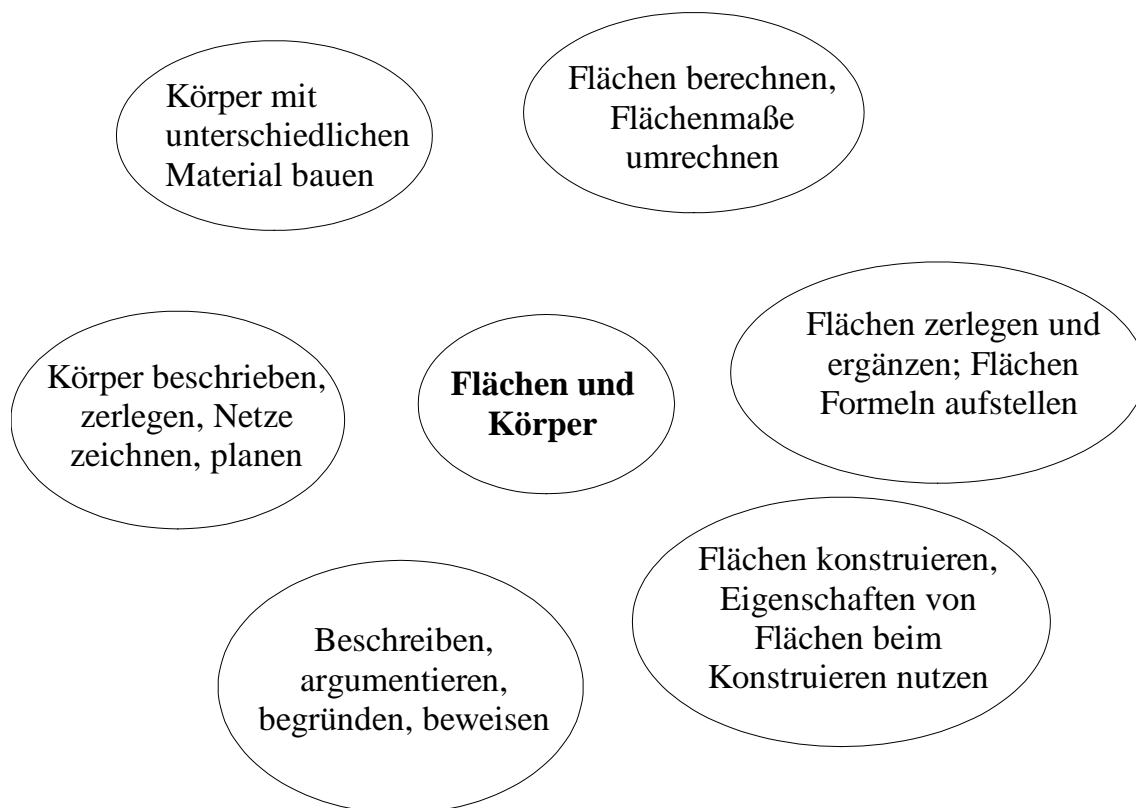 Körper mit
unterschiedlichen
Material bauen
Flächen berechnen,
Flächenmaße
umrechnen
Körper beschrieben,
zerlegen, Netze
zeichnen, planen
Flächen und
Körper
Flächen zerlegen und
ergänzen; Flächen
Formeln aufstellen
Beschreiben,
argumentieren,
begründen, beweisen
Flächen konstruieren,
Eigenschaften von
Flächen beim
Konstruieren nutzen